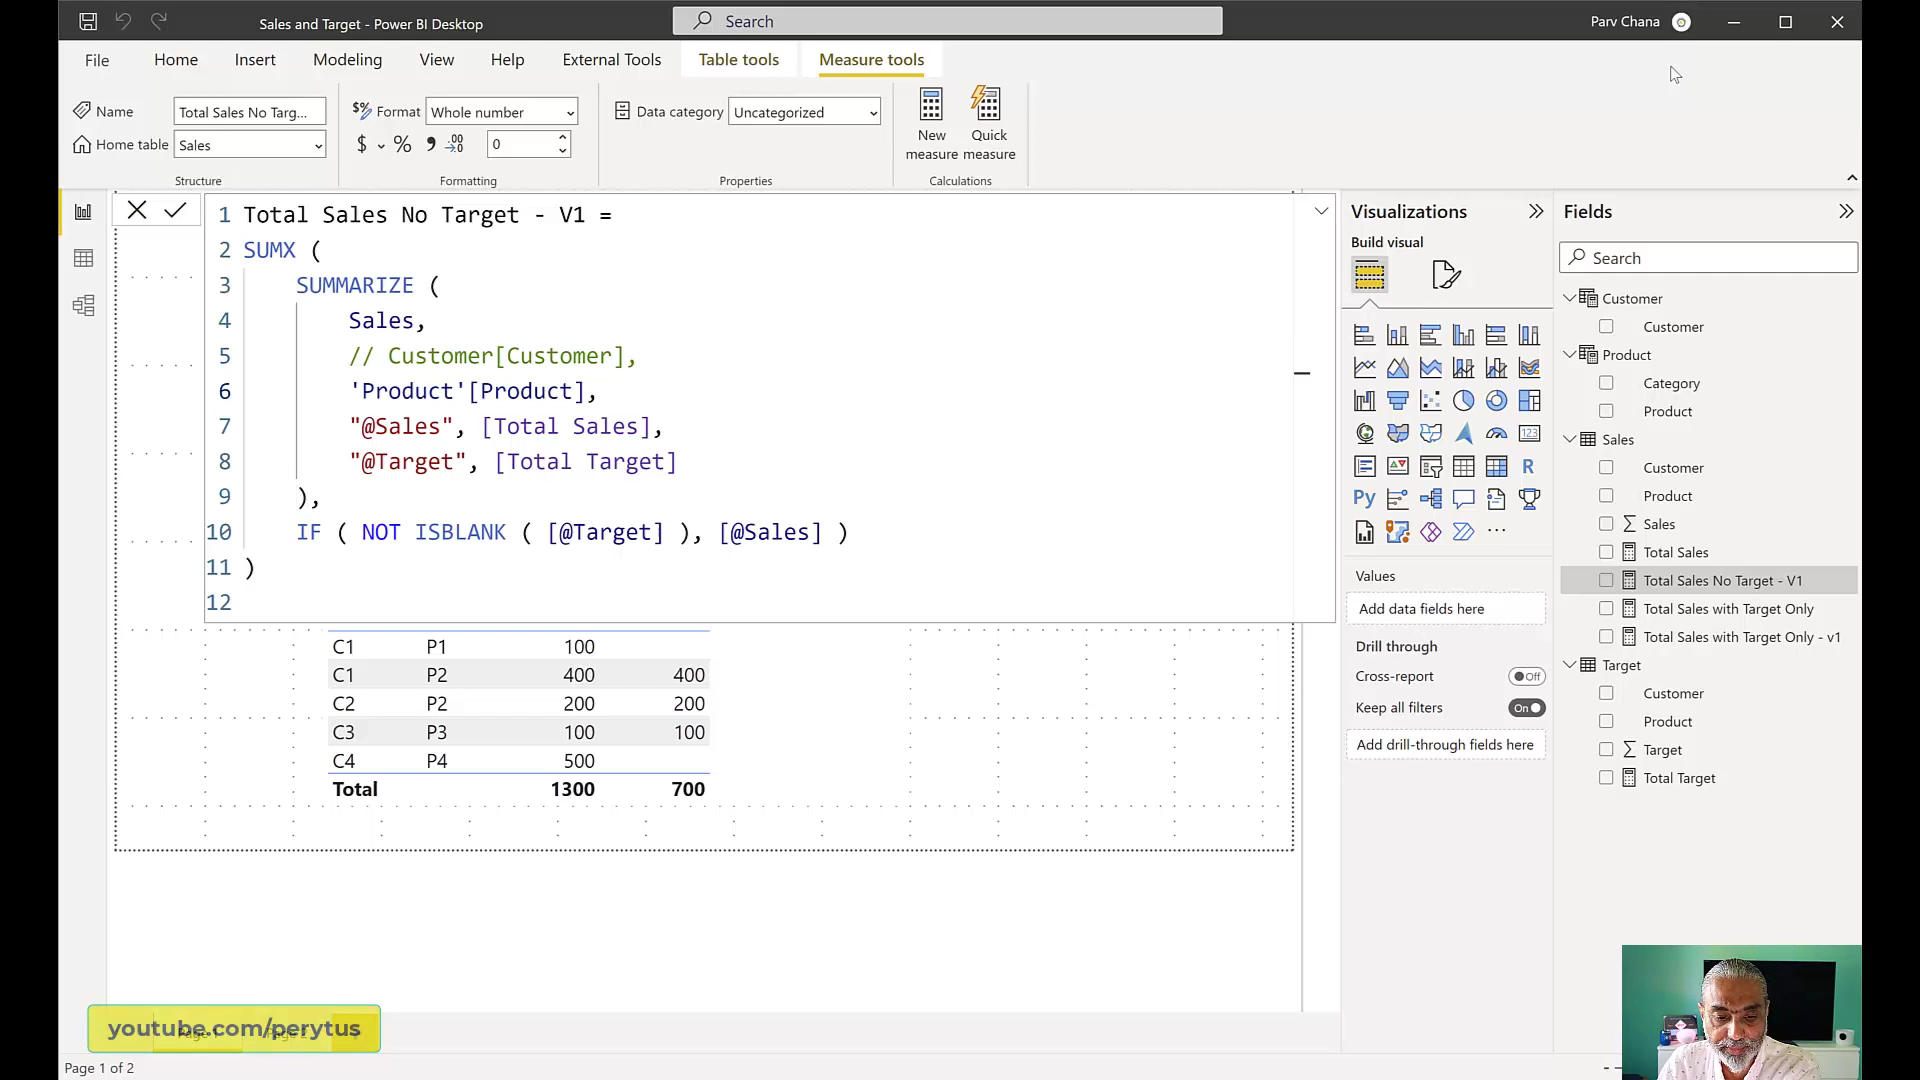 Sales and Target - Power BI Desktop
Search
Parv Chana
File
Home
Insert
Modeling
View
Help
External Tools
Table tools
Measure tools
Name
Total Sales No Targ...
Home table
Sales
Structure
Format
Whole number
$
%
0
Formatting
Data category
Uncategorized
Properties
New measure
Quick measure
Calculations
1 Total Sales No Target - V1 =
2 SUMX (
3 SUMMARIZE (
4 Sales,
5 // Customer[Customer],
6 'Product'[Product],
7 "@Sales", [Total Sales],
8 "@Target", [Total Target]
9 ),
10 IF ( NOT ISBLANK ( [@Target] ), [@Sales] )
11 )
12
C1 P1 100
C1 P2 400 400
C2 P2 200 200
C3 P3 100 100
C4 P4 500
Total 1300 700
Visualizations
Build visual
123
R
Py
Values
Add data fields here
Drill through
Cross-report
Off
Keep all filters
On
Add drill-through fields here
Fields
Search
Customer
Customer
Product
Category
Product
Sales
Customer
Product
Sales
Total Sales
Total Sales No Target - V1
Total Sales with Target Only
Total Sales with Target Only - v1
Target
Customer
Product
Target
Total Target
youtube.com/perytus
Page 1 of 2